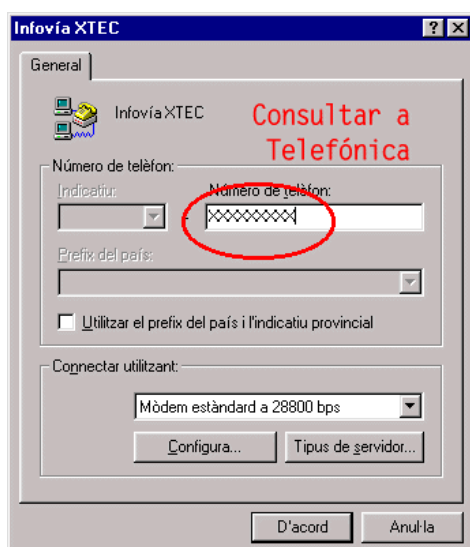 Infovía XTEC
General
Infovía XTEC
Consultar a
Telefónica
Número de telèfon:
Indicatiu:
Número de telèfon:
- XXXXXXXXX
Prefix del país:
Utilitzar el prefix del país i l'indicatiu provincial
Connectar utilitzant:
Mòdem estàndard a 28800 bps
Configura...
Tipus de servidor...
D'acord
Anul·la